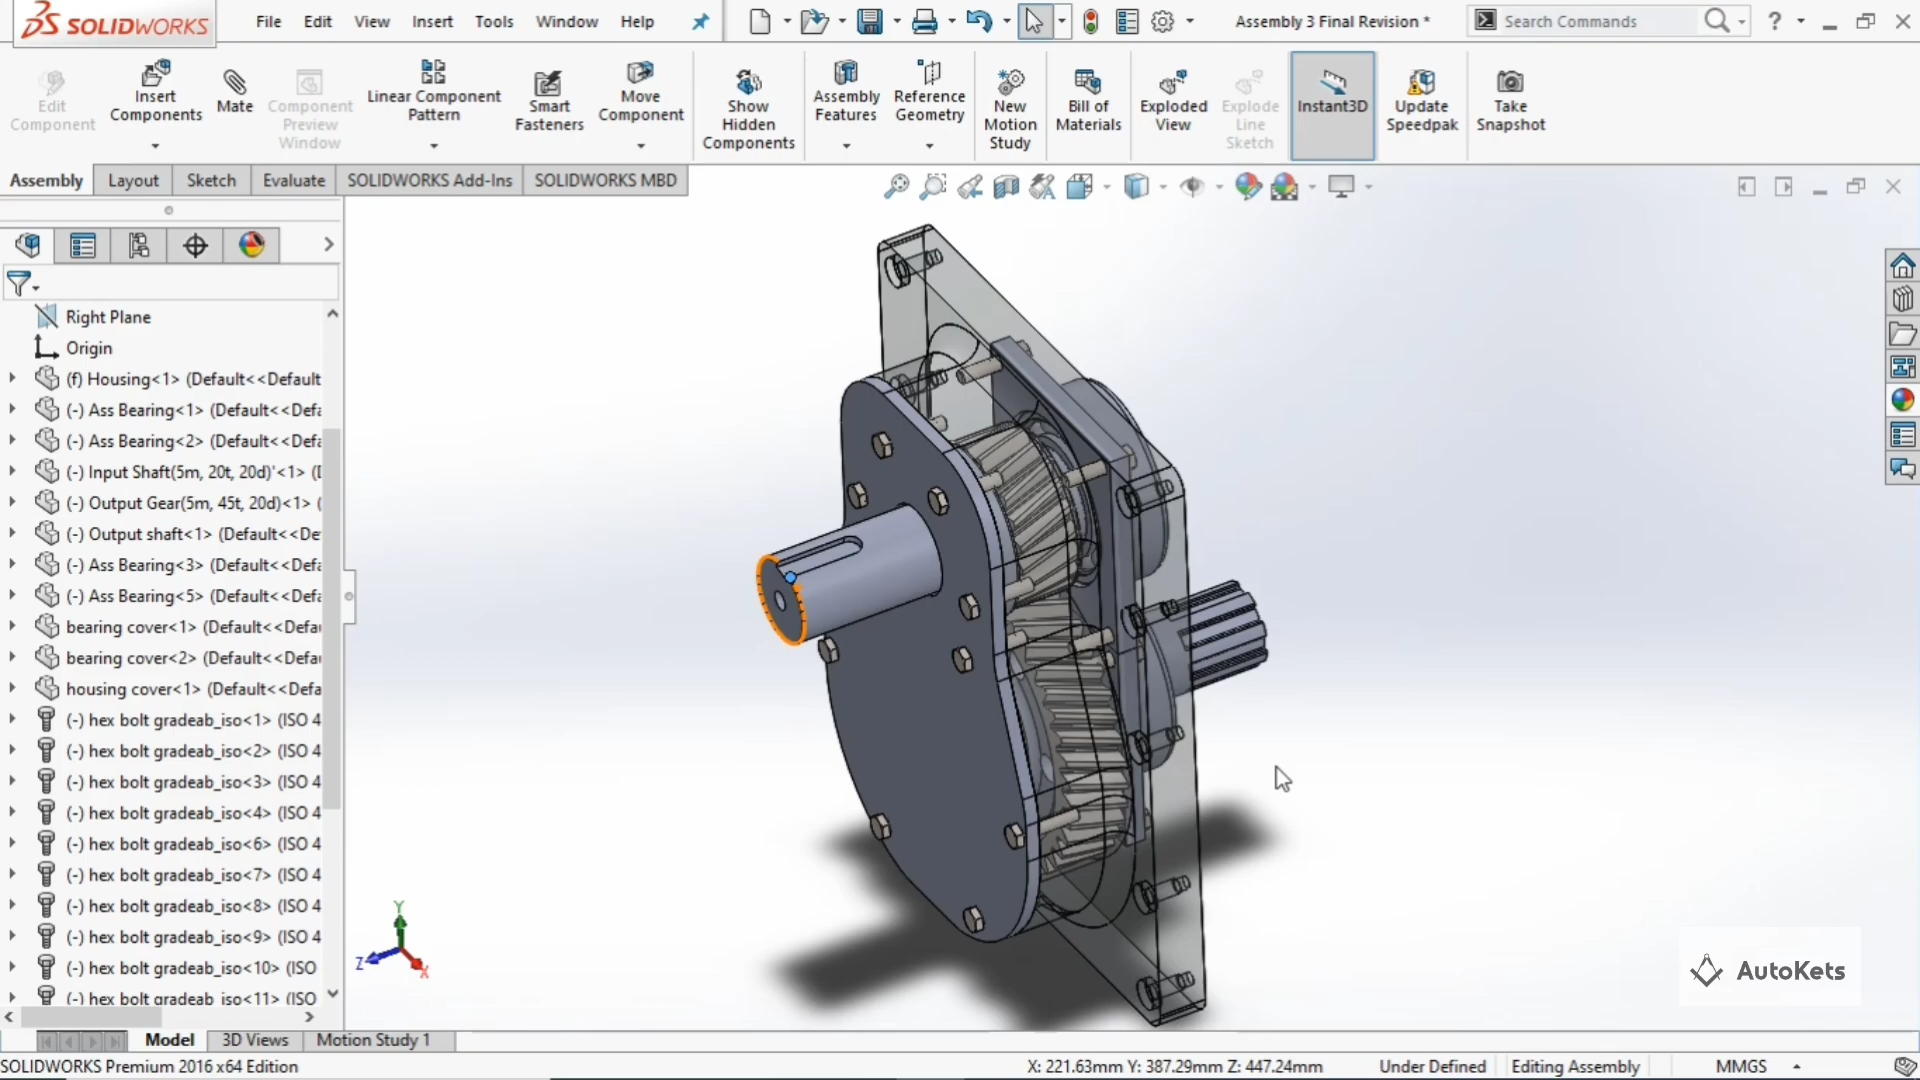 SOLIDWORKS
File Edit View Insert Tools Window Help
Assembly 3 Final Revision *
Search Commands
?
Edit Component
Insert Components
Mate
Component Preview Window
Linear Component Pattern
Smart Fasteners
Move Component
Show Hidden Components
Assembly Features
Reference Geometry
New Motion Study
Bill of Materials
Exploded View
Explode Line Sketch
Instant3D
Update Speedpak
Take Snapshot
Assembly Layout Sketch Evaluate SOLIDWORKS Add-Ins SOLIDWORKS MBD
Right Plane
Origin
(f) Housing<1> (Default<<Default
(-) Ass Bearing<1> (Default<<Defa
(-) Ass Bearing<2> (Default<<Defa
(-) Input Shaft(5m, 20t, 20d)'<1> (D
(-) Output Gear(5m, 45t, 20d)<1> (
(-) Output shaft<1> (Default<<De
(-) Ass Bearing<3> (Default<<Defa
(-) Ass Bearing<5> (Default<<Defa
bearing cover<1> (Default<<Defau
bearing cover<2> (Default<<Defau
housing cover<1> (Default<<Defa
(-) hex bolt gradeab_iso<1> (ISO 4
(-) hex bolt gradeab_iso<2> (ISO 4
(-) hex bolt gradeab_iso<3> (ISO 4
(-) hex bolt gradeab_iso<4> (ISO 4
(-) hex bolt gradeab_iso<6> (ISO 4
(-) hex bolt gradeab_iso<7> (ISO 4
(-) hex bolt gradeab_iso<8> (ISO 4
(-) hex bolt gradeab_iso<9> (ISO 4
(-) hex bolt gradeab_iso<10> (ISO
(-) hex bolt gradeab_iso<11> (ISO
Y
Z
X
AutoKets
Model 3D Views Motion Study 1
SOLIDWORKS Premium 2016 x64 Edition
X: 221.63mm Y: 387.29mm Z: 447.24mm
Under Defined
Editing Assembly
MMGS